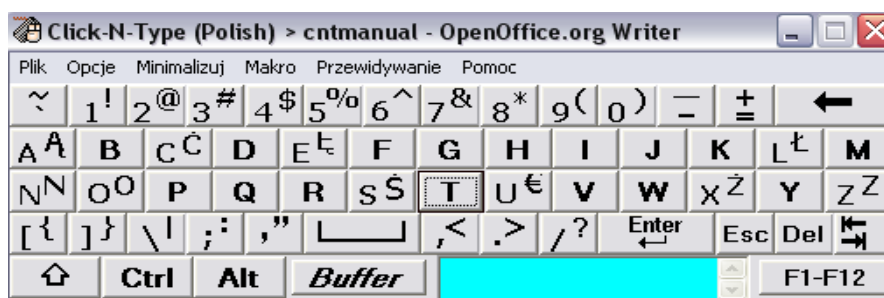 Click-N-Type (Polish) > cntmanual - OpenOffice.org Writer
Plik Opcje Minimalizuj Makro Przewidywanie Pomoc
~ ` 1 ! 2 @ 3 # 4 $ 5 % 6 ^ 7 & 8 * 9 ( 0 ) _ - + =
A Ą B C Ć D E Ę F G H I J K L Ł M
N N O O P Q R S Ś T U € V W X Ż Y Z Z
[ { ] } \ | ; : ' " , < . > / ? Enter Esc Del
Ctrl Alt Buffer F1-F12